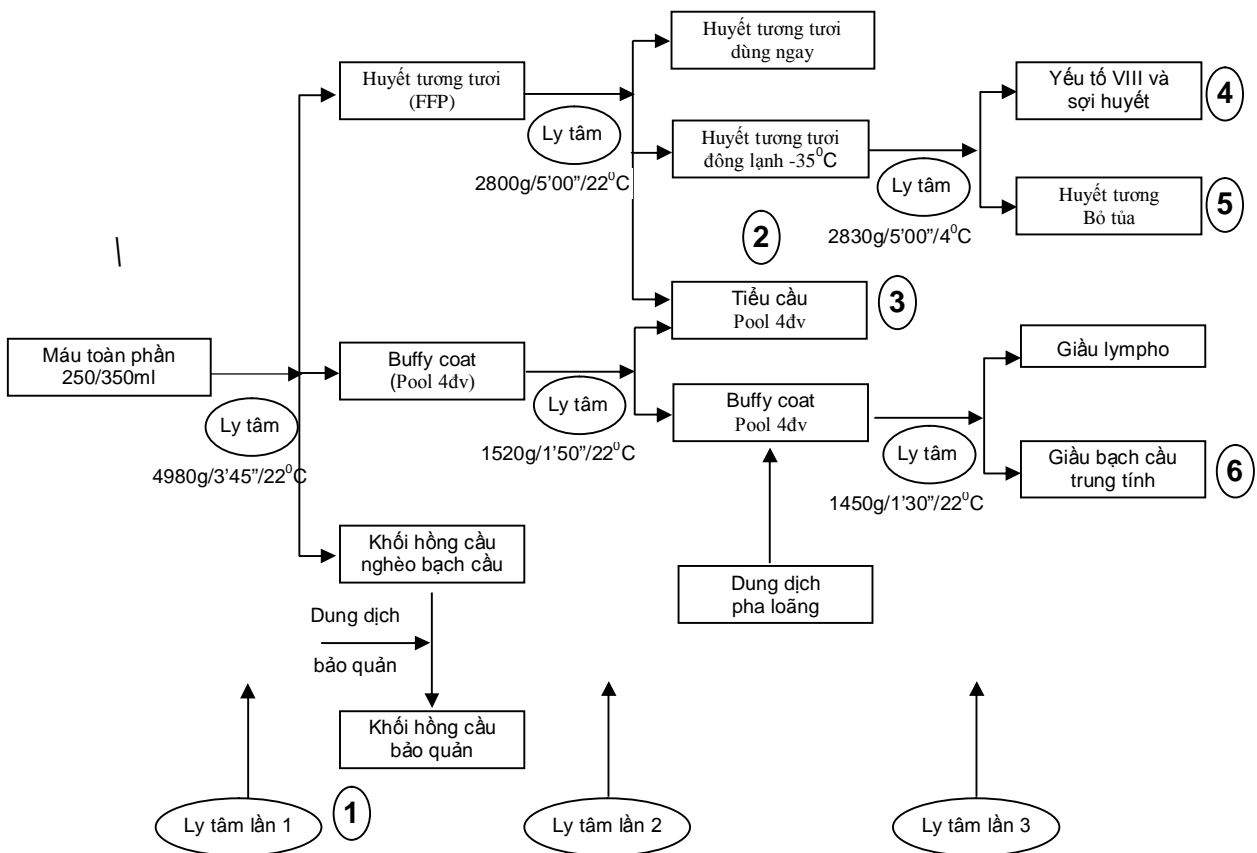 Huyết tương tươi
dùng ngay
Huyết tương tươi
(FFP)
Yếu tố VIII và
sợi huyết
4
Ly tâm
2800g/5'00”/22⁰C
Huyết tương tươi
đông lạnh -35⁰C
Ly tâm
2830g/5'00”/4⁰C
Huyết tương
Bỏ tủa
5
2
Tiểu cầu
Pool 4đv
3
Máu toàn phần
250/350ml
Ly tâm
4980g/3'45”/22⁰C
Buffy coat
(Pool 4đv)
Ly tâm
1520g/1'50”/22⁰C
Buffy coat
Pool 4đv
Ly tâm
1450g/1'30”/22⁰C
Giầu lympho
Giầu bạch cầu
trung tính
6
Khối hồng cầu
nghèo bạch cầu
Dung dịch
pha loãng
Dung dịch
bảo quản
Khối hồng cầu
bảo quản
Ly tâm lần 1
1
Ly tâm lần 2
Ly tâm lần 3